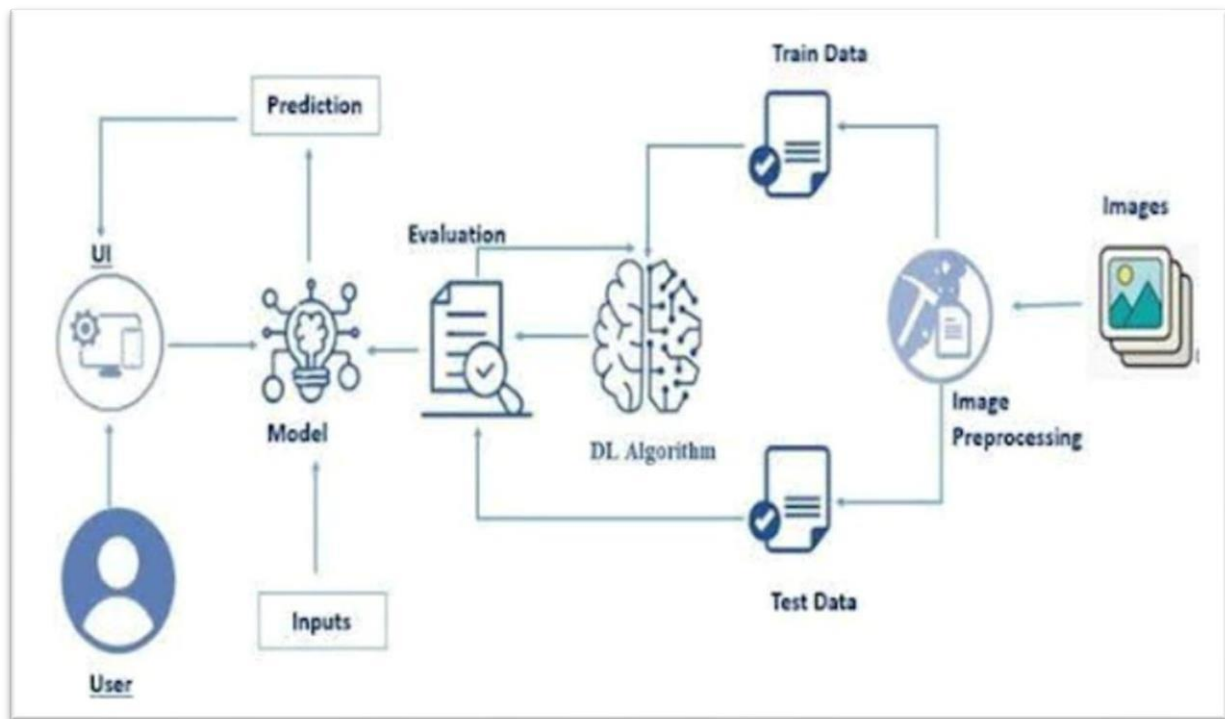 Train Data
Prediction
Images
Evaluation
UI
Image
Preprocessing
Model
DL Algorithm
Test Data
Inputs
User